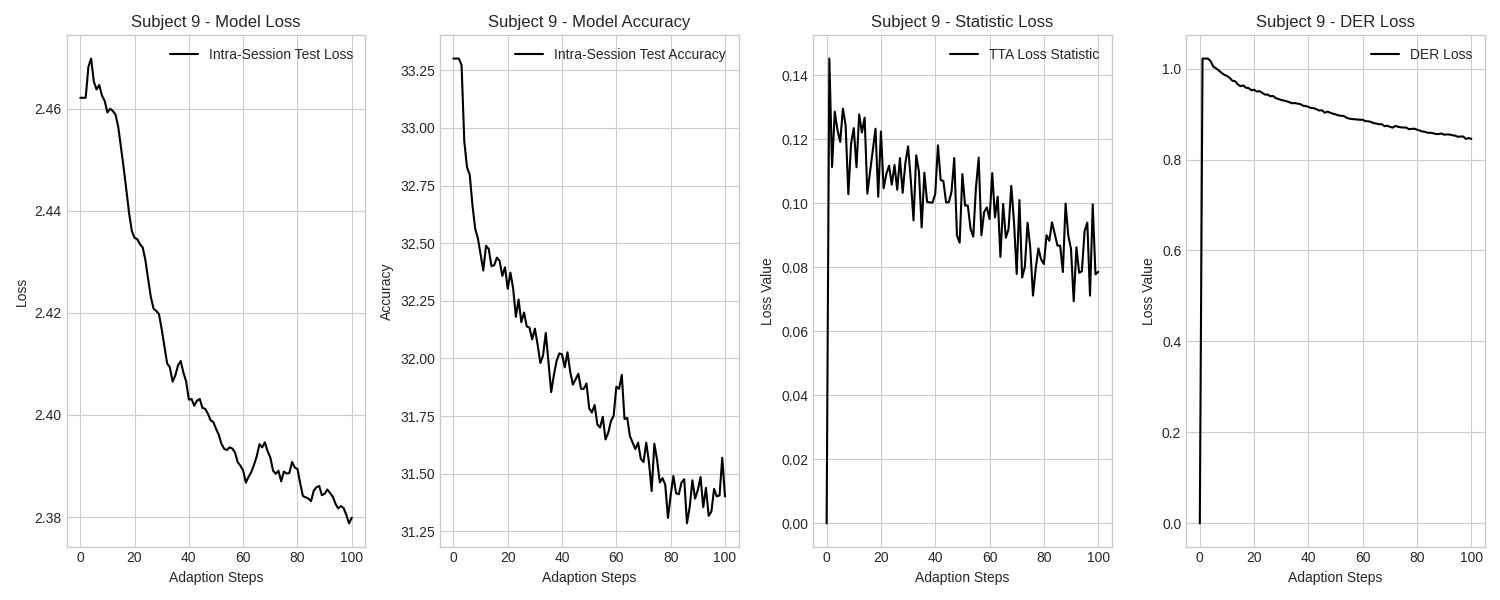 Subject 9 - Model Loss
Intra-Session Test Loss
2.46
2.44
2.42
2.40
2.38
Loss
0 20 40 60 80 100
Adaption Steps
Subject 9 - Model Accuracy
Intra-Session Test Accuracy
33.25
33.00
32.75
32.50
32.25
32.00
31.75
31.50
31.25
Accuracy
0 20 40 60 80 100
Adaption Steps
Subject 9 - Statistic Loss
TTA Loss Statistic
0.14
0.12
0.10
0.08
0.06
0.04
0.02
0.00
Loss Value
0 20 40 60 80 100
Adaption Steps
Subject 9 - DER Loss
DER Loss
1.0
0.8
0.6
0.4
0.2
0.0
Loss Value
0 20 40 60 80 100
Adaption Steps